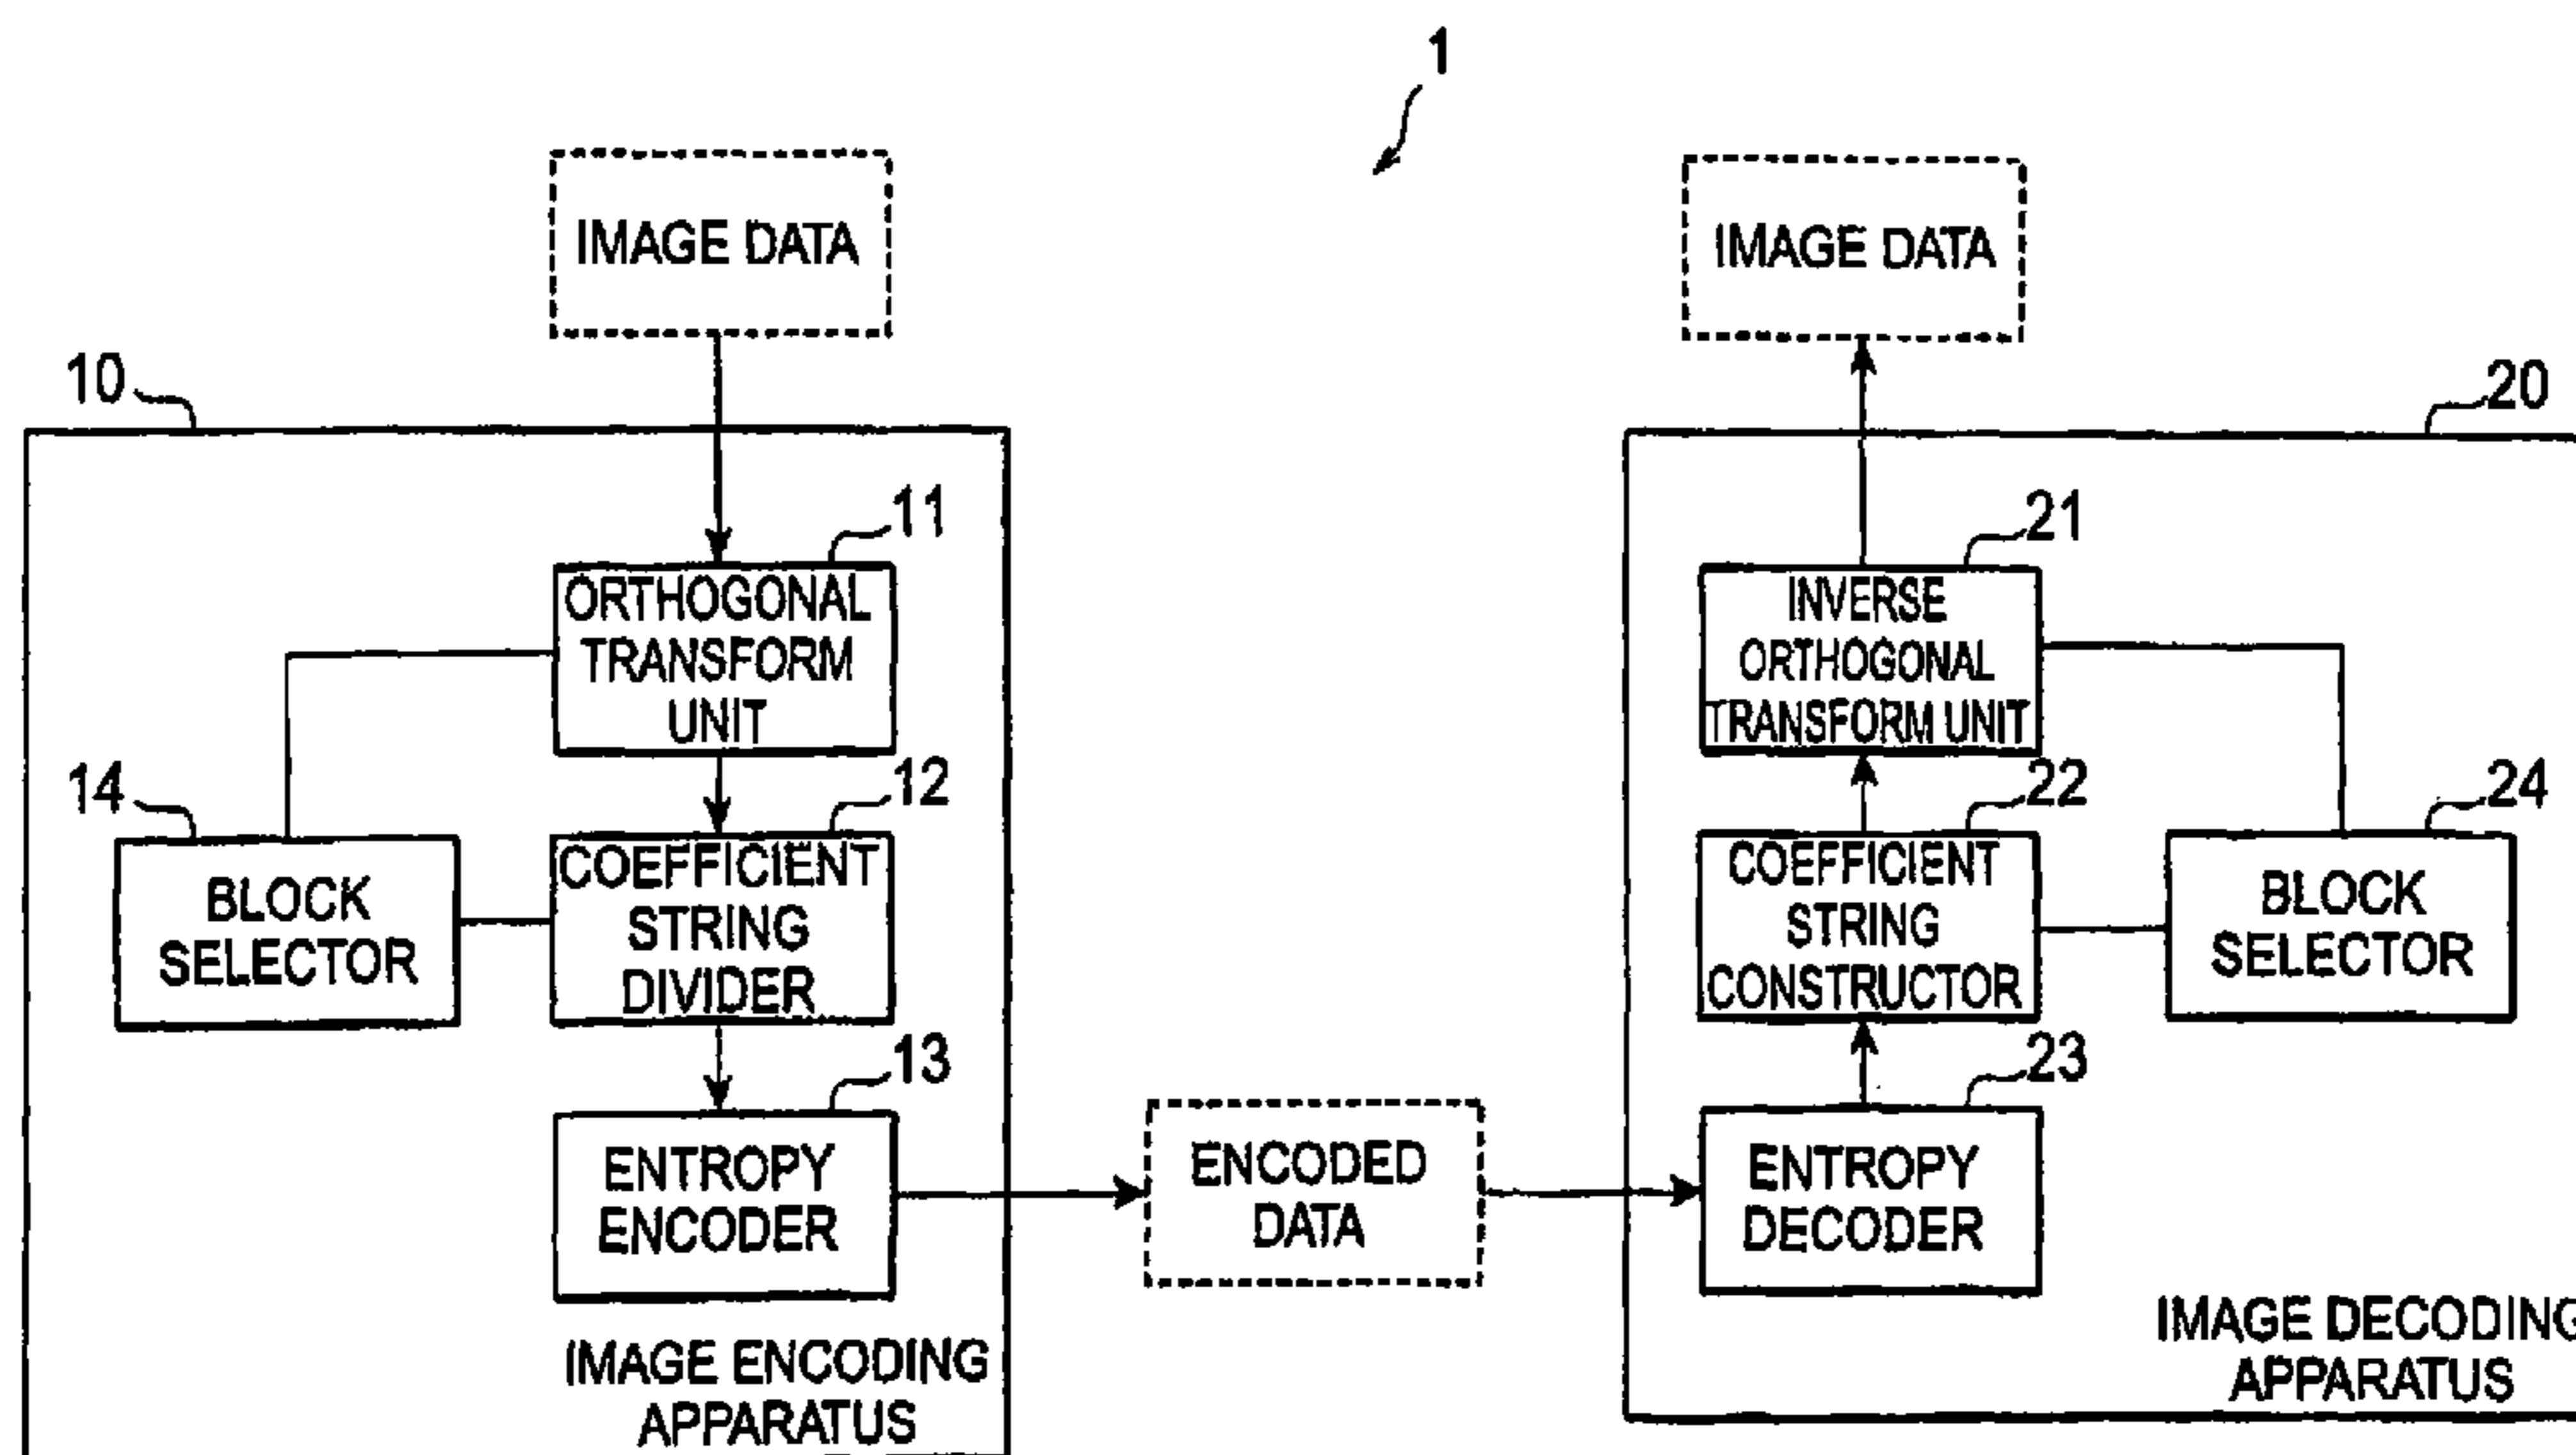 1
IMAGE DATA
IMAGE DATA
10
20
11
ORTHOGONAL
TRANSFORM
UNIT
21
INVERSE
ORTHOGONAL
TRANSFORM UNIT
14
BLOCK
SELECTOR
12
COEFFICIENT
STRING
DIVIDER
22
COEFFICIENT
STRING
CONSTRUCTOR
24
BLOCK
SELECTOR
13
ENTROPY
ENCODER
ENCODED
DATA
23
ENTROPY
DECODER
IMAGE ENCODING
APPARATUS
IMAGE DECODING
APPARATUS